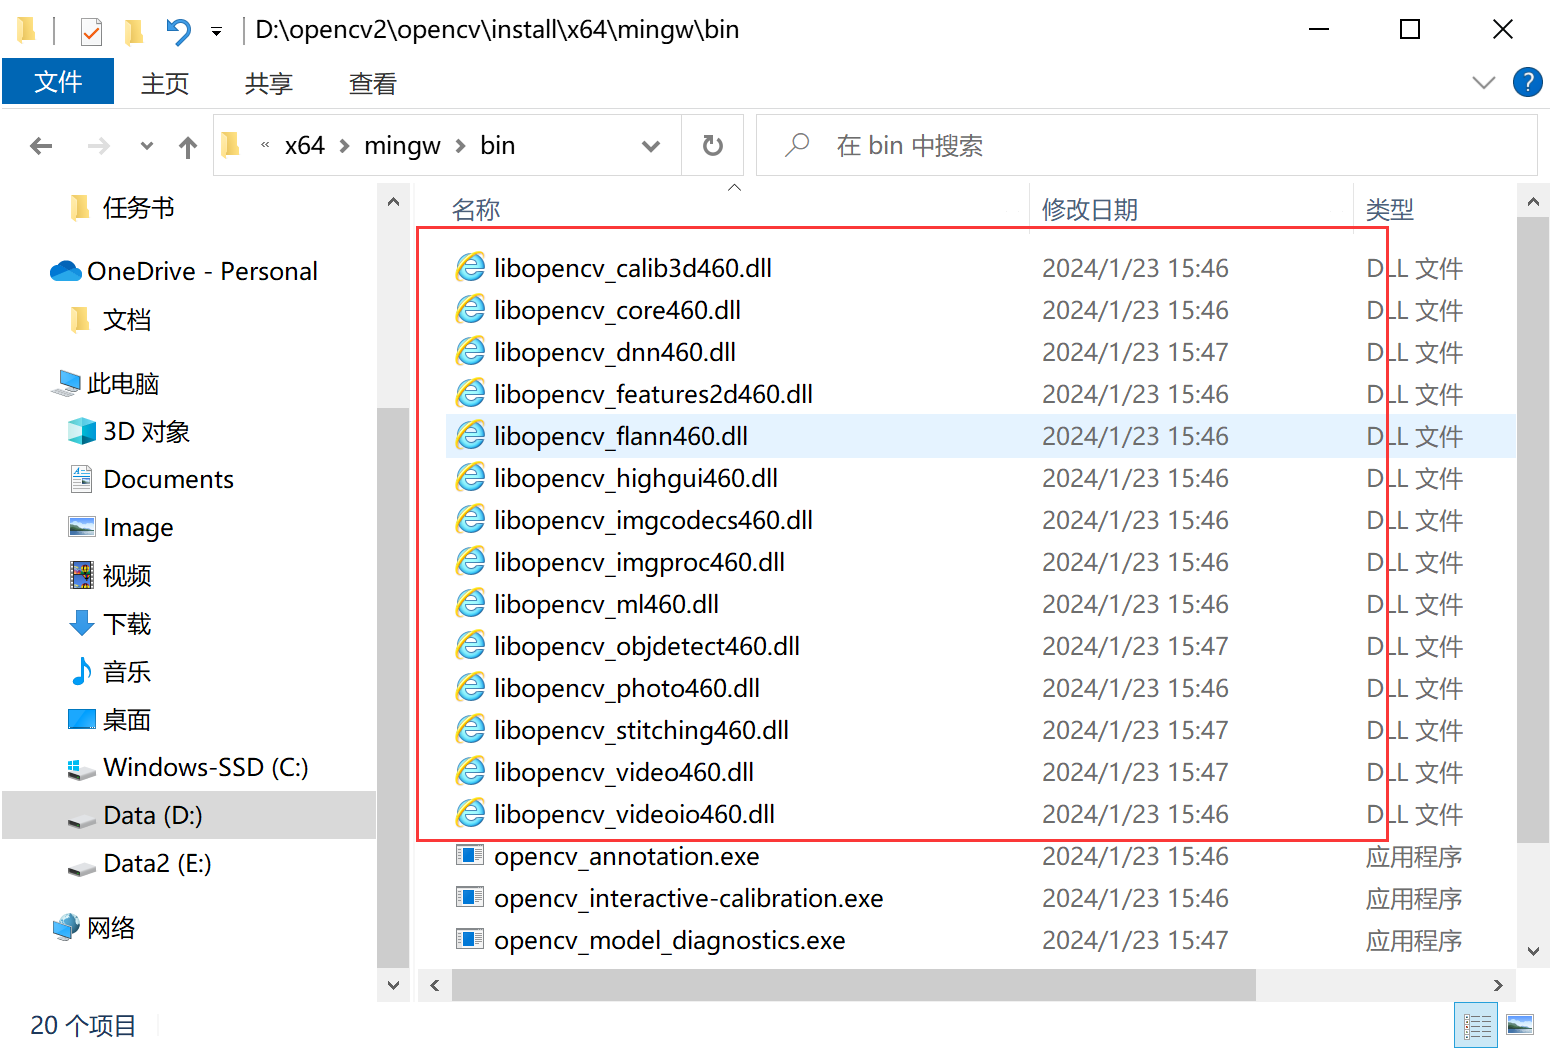 D:\opencv2\opencv\install\x64\mingw\bin
文件 主页 共享 查看
« x64 > mingw > bin 在 bin 中搜索
任务书
OneDrive - Personal
文档
此电脑
3D 对象
Documents
Image
视频
下载
音乐
桌面
Windows-SSD (C:)
Data (D:)
Data2 (E:)
网络
名称 修改日期 类型
libopencv_calib3d460.dll 2024/1/23 15:46 DLL 文件
libopencv_core460.dll 2024/1/23 15:46 DLL 文件
libopencv_dnn460.dll 2024/1/23 15:47 DLL 文件
libopencv_features2d460.dll 2024/1/23 15:46 DLL 文件
libopencv_flann460.dll 2024/1/23 15:46 DLL 文件
libopencv_highgui460.dll 2024/1/23 15:46 DLL 文件
libopencv_imgcodecs460.dll 2024/1/23 15:46 DLL 文件
libopencv_imgproc460.dll 2024/1/23 15:46 DLL 文件
libopencv_ml460.dll 2024/1/23 15:46 DLL 文件
libopencv_objdetect460.dll 2024/1/23 15:47 DLL 文件
libopencv_photo460.dll 2024/1/23 15:46 DLL 文件
libopencv_stitching460.dll 2024/1/23 15:47 DLL 文件
libopencv_video460.dll 2024/1/23 15:47 DLL 文件
libopencv_videoio460.dll 2024/1/23 15:46 DLL 文件
opencv_annotation.exe 2024/1/23 15:46 应用程序
opencv_interactive-calibration.exe 2024/1/23 15:46 应用程序
opencv_model_diagnostics.exe 2024/1/23 15:47 应用程序
20 个项目